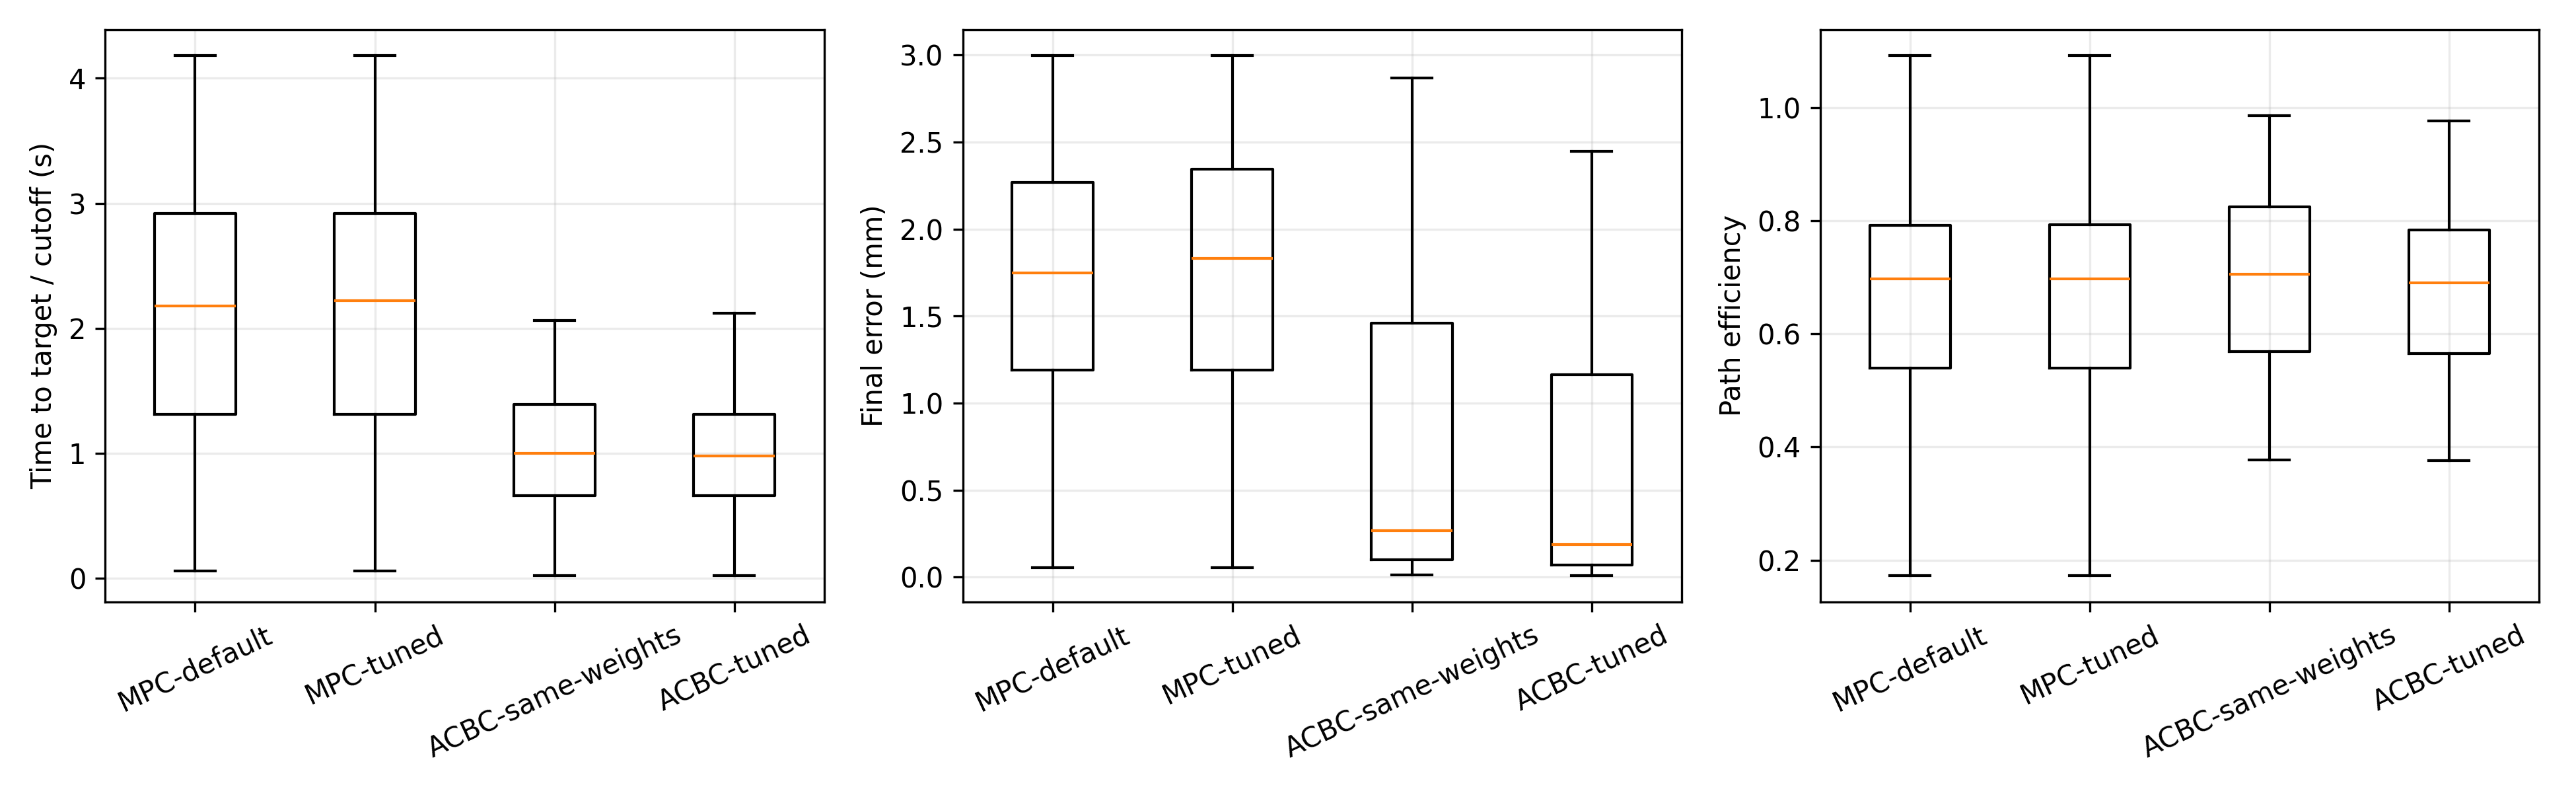 Time to target / cutoff (s)
4
3
2
1
0
MPC-default
MPC-tuned
ACBC-same-weights
ACBC-tuned
Final error (mm)
3.0
2.5
2.0
1.5
1.0
0.5
0.0
MPC-default
MPC-tuned
ACBC-same-weights
ACBC-tuned
Path efficiency
1.0
0.8
0.6
0.4
0.2
MPC-default
MPC-tuned
ACBC-same-weights
ACBC-tuned